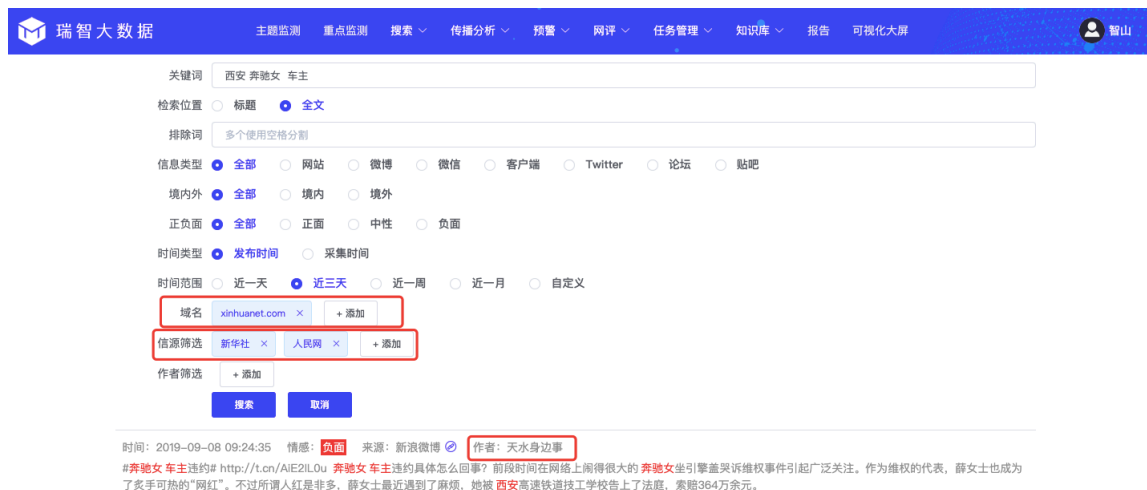 瑞智大数据 主题监测 重点监测 搜索 传播分析 预警 网评 任务管理 知识库 报告 可视化大屏 智山
关键词 西安 奔驰女 车主
检索位置 标题 全文
排除词 多个使用空格分割
信息类型 全部 网站 微博 微信 客户端 Twitter 论坛 贴吧
境内外 全部 境内 境外
正负面 全部 正面 中性 负面
时间类型 发布时间 采集时间
时间范围 近一天 近三天 近一周 近一月 自定义
域名 xinhuanet.com × + 添加
信源筛选 新华社 × 人民网 × + 添加
作者筛选 + 添加
搜索 取消
时间：2019-09-08 09:24:35 情感：负面 来源：新浪微博 作者：天水身边事
#奔驰女 车主违约# http://t.cn/AiE2IL0u 奔驰女 车主违约具体怎么回事？前段时间在网络上闹得很大的 奔驰女坐引擎盖哭诉维权事件引起广泛关注。作为维权的代表，薛女士也成为
了炙手可热的“网红”。不过所谓人红是非多，薛女士最近遇到了麻烦，她被 西安高速铁道技工学校告上了法庭，索赔364万余元。